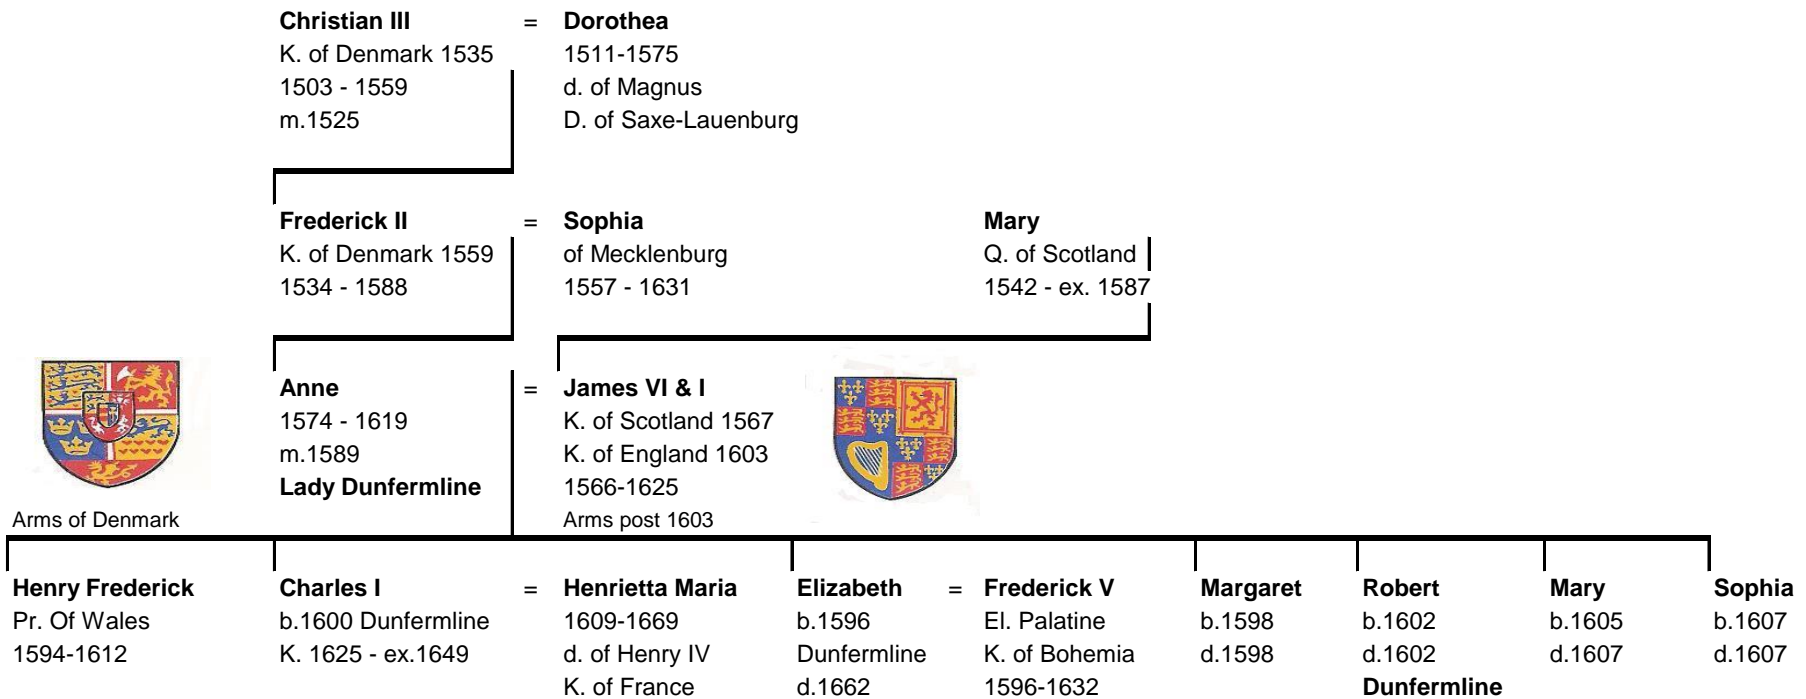 Christian III = Dorothea
K. of Denmark 1535 1511-1575
1503 - 1559 d. of Magnus
m.1525 D. of Saxe-Lauenburg
Frederick II = Sophia Mary
K. of Denmark 1559 of Mecklenburg Q. of Scotland
1534 - 1588 1557 - 1631 1542 - ex. 1587
Anne = James VI & I
1574 - 1619 K. of Scotland 1567
m.1589 K. of England 1603
Lady Dunfermline 1566-1625
Arms of Denmark Arms post 1603
Henry Frederick Charles I = Henrietta Maria Elizabeth = Frederick V Margaret Robert Mary Sophia
Pr. Of Wales b.1600 Dunfermline 1609-1669 b.1596 El. Palatine b.1598 b.1602 b.1605 b.1607
1594-1612 K. 1625 - ex.1649 d. of Henry IV Dunfermline K. of Bohemia d.1598 d.1602 d.1607 d.1607
K. of France d.1662 1596-1632 Dunfermline